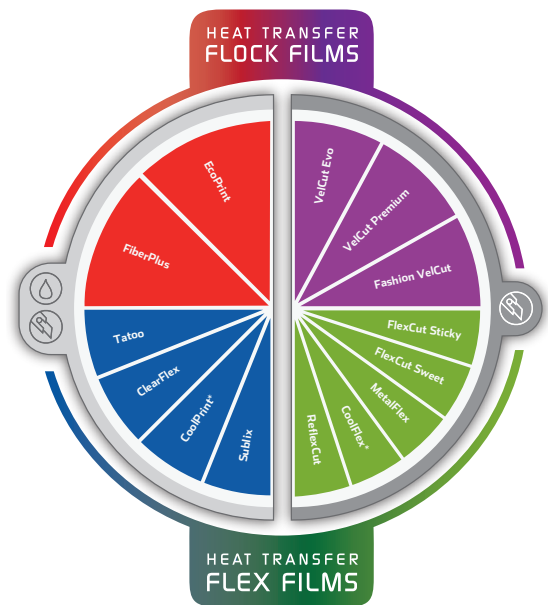 HEAT TRANSFER
FLOCK FILMS
EcoPrint
FiberPlus
VelCut Evo
VelCut Premium
Fashion VelCut
Tatoo
ClearFlex
CoolPrint*
Sublix
FlexCut Sticky
FlexCut Sweet
MetalFlex
CoolFlex*
ReflexCut
HEAT TRANSFER
FLEX FILMS